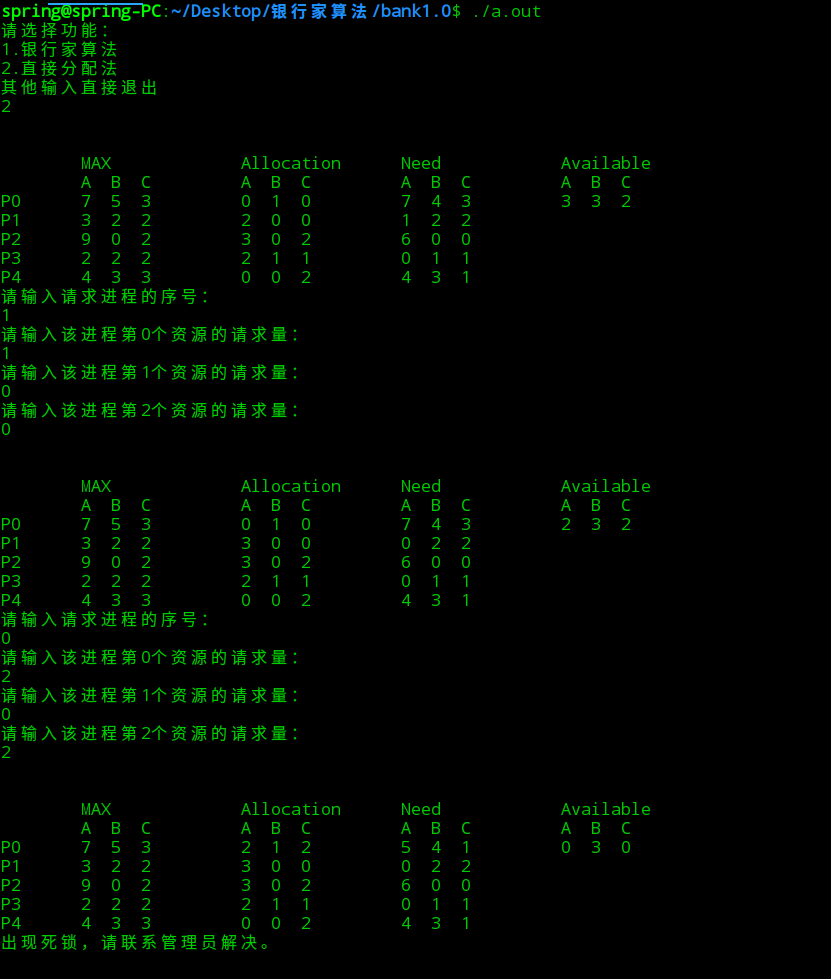 spring@spring-PC:~/Desktop/银行家算法/bank1.0$ ./a.out
请选择功能:
1.银行家算法
2.直接分配法
其他输入直接退出
2
MAX Allocation Need Available
A B C A B C A B C A B C
P0 7 5 3 0 1 0 7 4 3 3 3 2
P1 3 2 2 2 0 0 1 2 2
P2 9 0 2 3 0 2 6 0 0
P3 2 2 2 2 1 1 0 1 1
P4 4 3 3 0 0 2 4 3 1
请输入请求进程的序号:
1
请输入该进程第0个资源的请求量:
1
请输入该进程第1个资源的请求量:
0
请输入该进程第2个资源的请求量:
0
MAX Allocation Need Available
A B C A B C A B C A B C
P0 7 5 3 0 1 0 7 4 3 2 3 2
P1 3 2 2 3 0 0 0 2 2
P2 9 0 2 3 0 2 6 0 0
P3 2 2 2 2 1 1 0 1 1
P4 4 3 3 0 0 2 4 3 1
请输入请求进程的序号:
0
请输入该进程第0个资源的请求量:
2
请输入该进程第1个资源的请求量:
0
请输入该进程第2个资源的请求量:
2
MAX Allocation Need Available
A B C A B C A B C A B C
P0 7 5 3 2 1 2 5 4 1 0 3 0
P1 3 2 2 3 0 0 0 2 2
P2 9 0 2 3 0 2 6 0 0
P3 2 2 2 2 1 1 0 1 1
P4 4 3 3 0 0 2 4 3 1
出现死锁，请联系管理员解决。